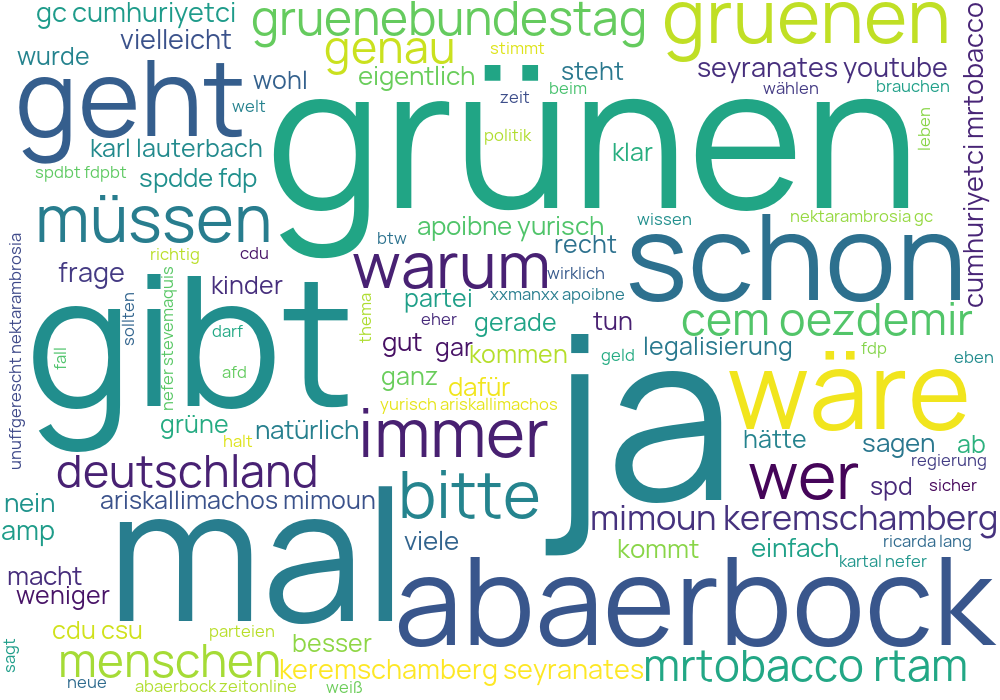 gc cumhuriyetci
gruenebundestag
gruenen
cumhuriyetci mrtobacco
wurde
vielleicht
genau
stimmt
geht
wohl
eigentlich
steht
seyranates youtube
welt
zeit
beim
wählen
brauchen
grünen
politik
klar
leben
karl lauterbach
spdbt fdpbt
spdde fdp
müssen
apoibne yurisch
wissen
nektarambrosia gc
btw
recht
schon
richtig
cdu
warum
wirklich
unuffgerrescht nektarambrosia
frage
kinder
nefer stevemaquis
sollten
gibt
partei
xxmanxx apoibne
thema
eher
gerade
tun
cem oezdemir
darf
fall
afd
gut
gar
kommen
geld
legalisierung
fdp
eben
ja
wäre
ganz
dafür
yurisch ariskallimachos
grüne
halt
natürlich
immer
hätte
sagen
ab
deutschland
wer
regierung
spd
sicher
nein
ariskallimachos mimoun
bitte
amp
mal
mimoun keremschamberg
viele
kommt
einfach
ricarda lang
kartal nefer
macht
weniger
abaerbock
cdu csu
parteien
besser
sagt
menschen
keremschamberg seyranates
mrtobacco rtam
neue
abaerbock zeitonline
weiß